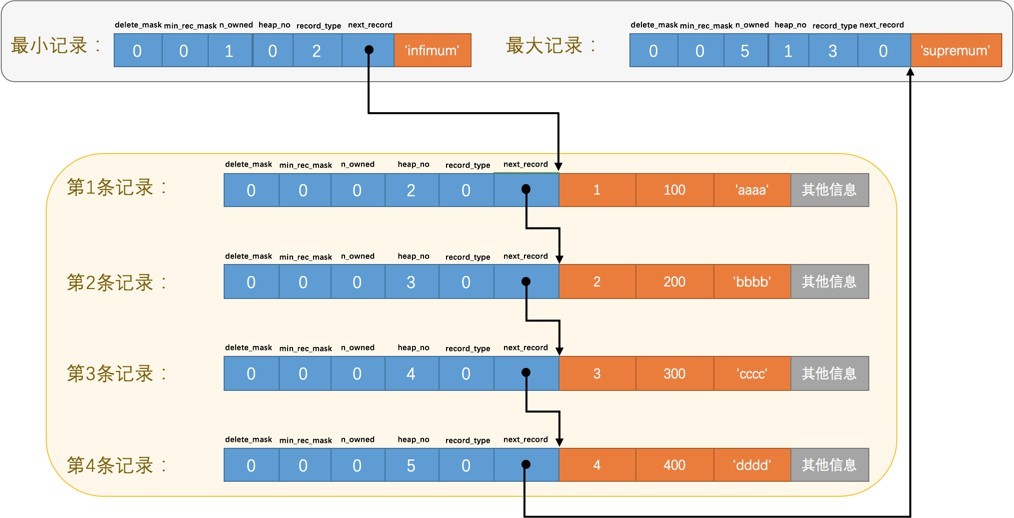 delete_mask min_rec_mask n_owned heap_no record_type next_record
最小记录： 0 0 1 0 2 'infimum'
delete_mask min_rec_mask n_owned heap_no record_type next_record
最大记录： 0 0 5 1 3 0 'supremum'
delete_mask min_rec_mask n_owned heap_no record_type next_record
第1条记录： 0 0 0 2 0 1 100 'aaaa' 其他信息
delete_mask min_rec_mask n_owned heap_no record_type next_record
第2条记录： 0 0 0 3 0 2 200 'bbbb' 其他信息
delete_mask min_rec_mask n_owned heap_no record_type next_record
第3条记录： 0 0 0 4 0 3 300 'cccc' 其他信息
delete_mask min_rec_mask n_owned heap_no record_type next_record
第4条记录： 0 0 0 5 0 4 400 'dddd' 其他信息